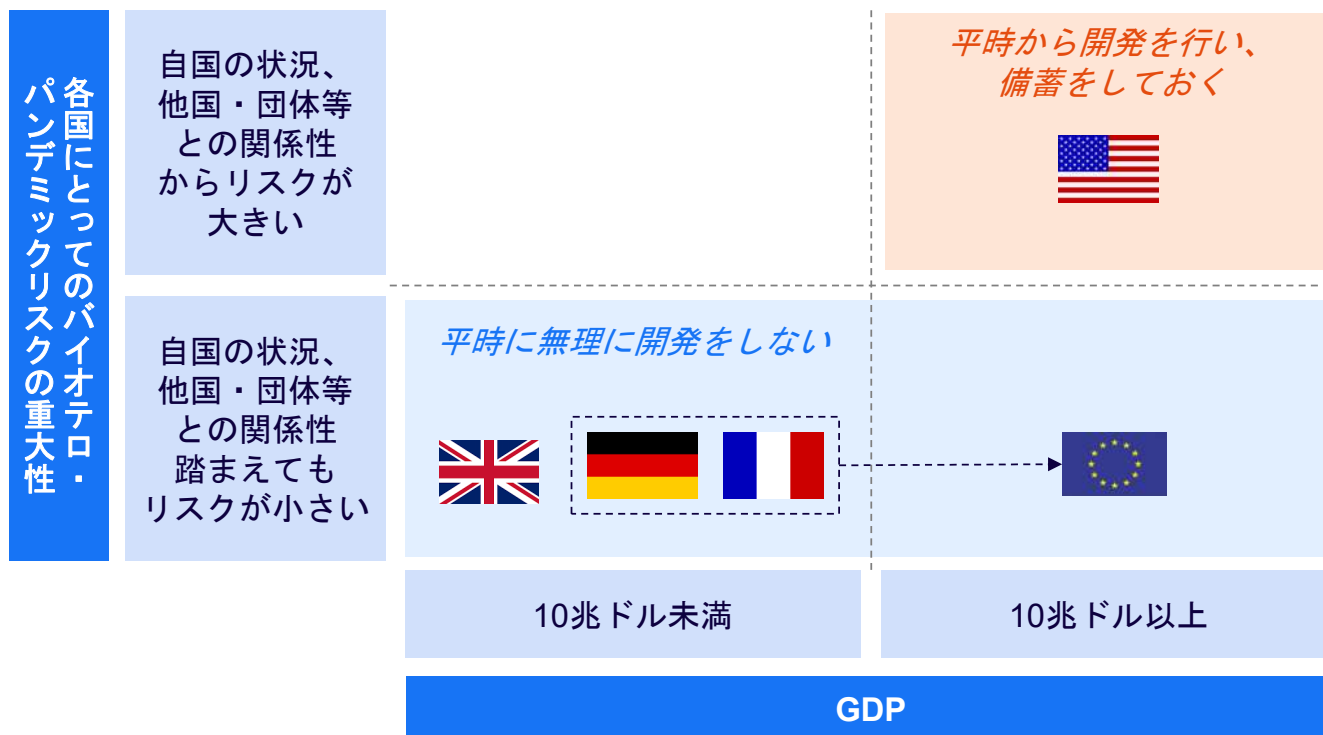 各国にとってのバイオテロ・
パンデミックリスクの重大性
自国の状況、
他国・団体等
との関係性
からリスクが
大きい
平時から開発を行い、
備蓄をしておく
自国の状況、
他国・団体等
との関係性
踏まえても
リスクが小さい
平時に無理に開発をしない
10兆ドル未満
10兆ドル以上
GDP